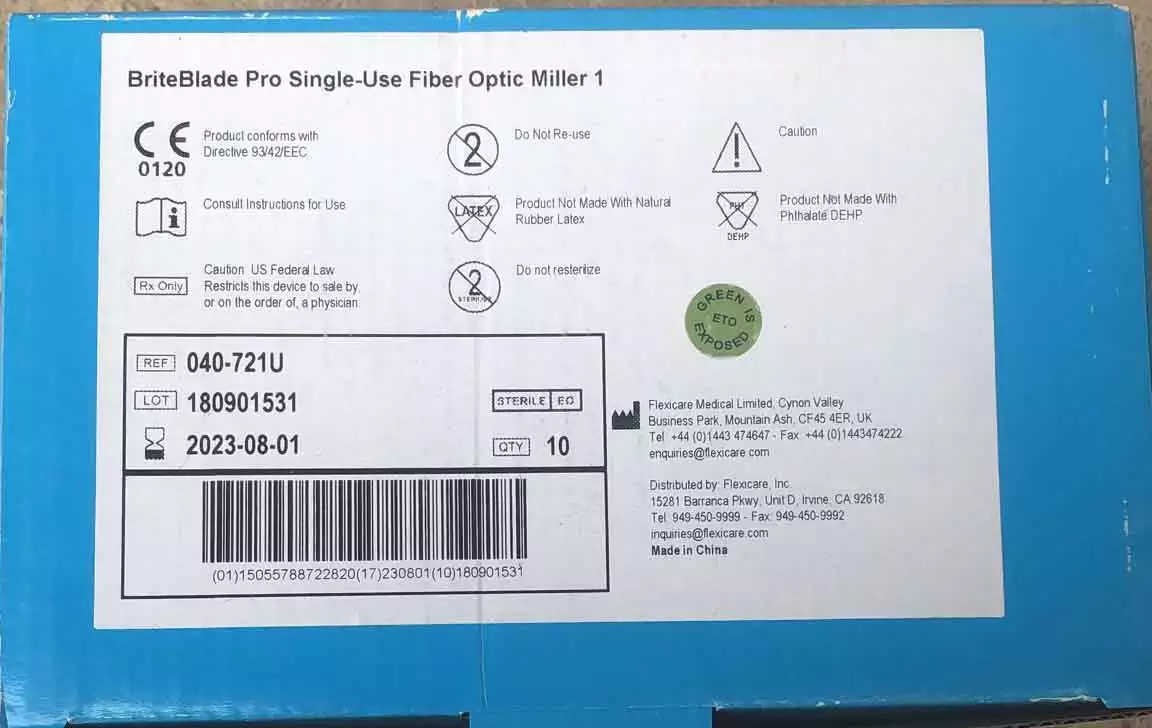 BriteBlade Pro Single-Use Fiber Optic Miller 1
CE
0120
Product conforms with
Directive 93/42/EEC
2
Do Not Re-use
!
Caution
i
Consult Instructions for Use
LATEX
Product Not Made With Natural
Rubber Latex
PHT
DEHP
Product Not Made With
Phthalate DEHP
Rx Only
Caution: US Federal Law
Restricts this device to sale by,
or on the order of, a physician.
2
STERILIZE
Do not resterilize
GREEN IS
ETO
EXPOSED
REF 040-721U
LOT 180901531
STERILE EO
2023-08-01
QTY 10
(01)15055788722820(17)230801(10)180901531
Flexicare Medical Limited, Cynon Valley
Business Park, Mountain Ash, CF45 4ER, UK
Tel: +44 (0)1443 474647 - Fax: +44 (0)1443474222
enquiries@flexicare.com
Distributed by: Flexicare, Inc.
15281 Barranca Pkwy, Unit D, Irvine, CA 92618
Tel: 949-450-9999 - Fax: 949-450-9992
inquiries@flexicare.com
Made in China